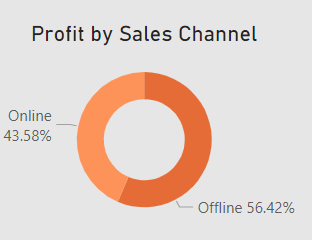 Profit by Sales Channel
Online
43.58%
Offline 56.42%